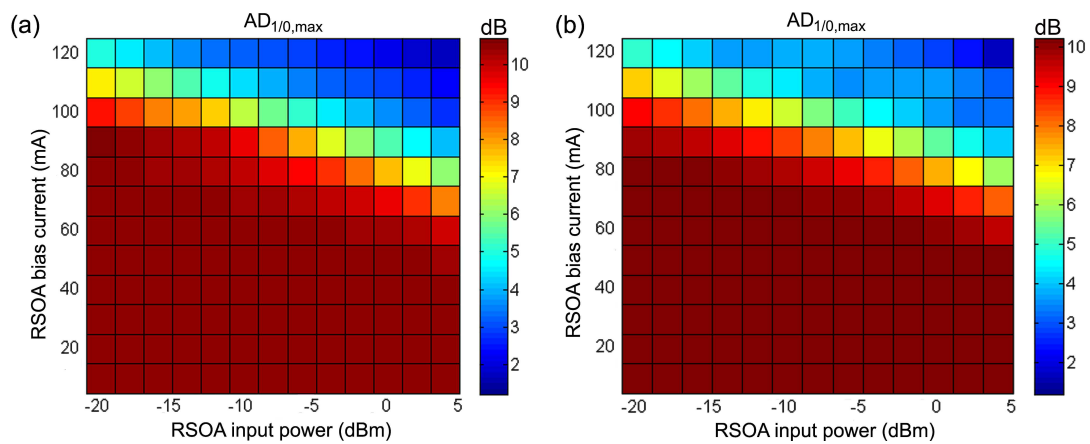 (a)
AD1/0,max
dB
120
100
80
60
40
20
RSOA bias current (mA)
-20 -15 -10 -5 0 5
RSOA input power (dBm)
10
9
8
7
6
5
4
3
2
(b)
AD1/0,max
dB
120
100
80
60
40
20
RSOA bias current (mA)
-20 -15 -10 -5 0 5
RSOA input power (dBm)
10
9
8
7
6
5
4
3
2